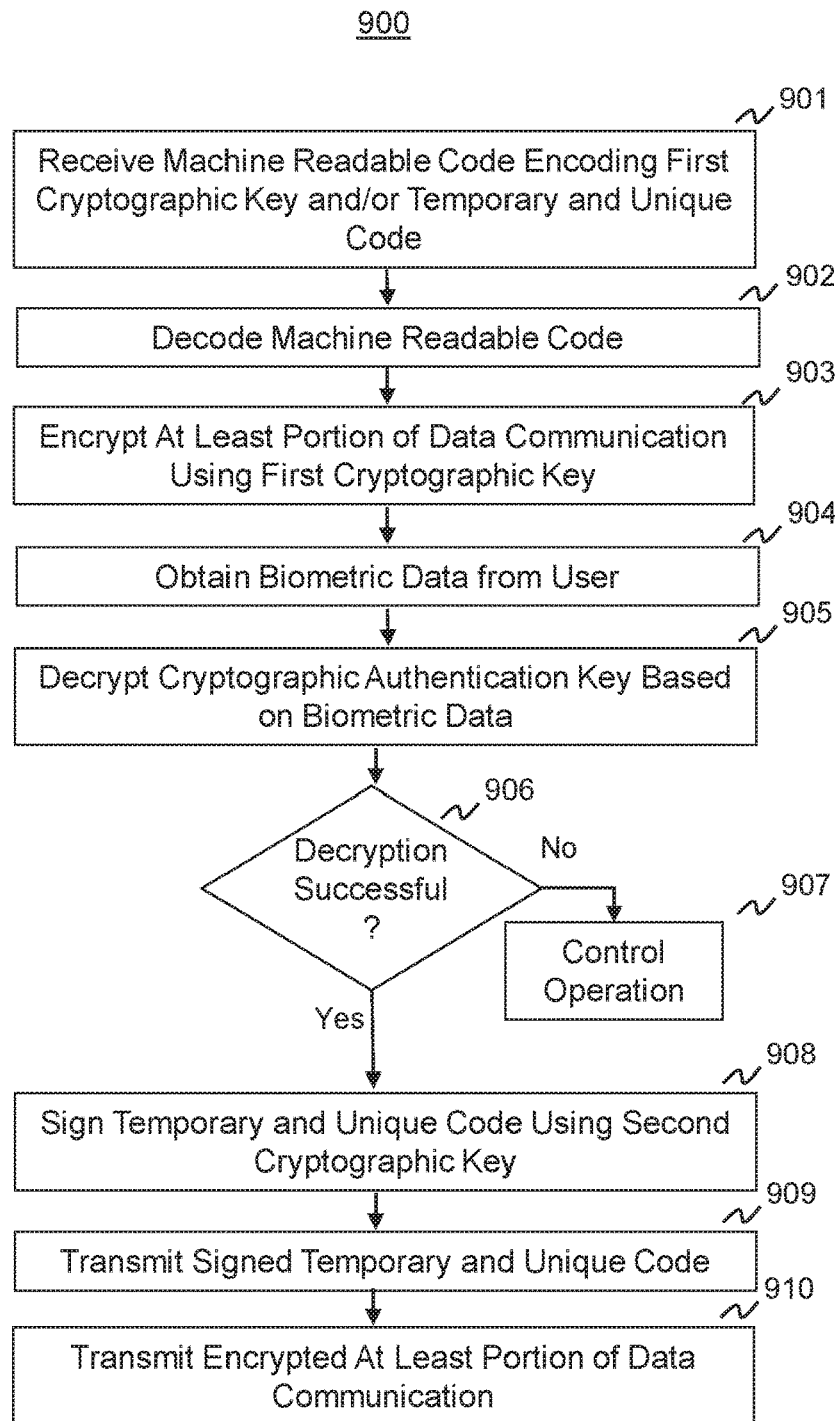 900
901
Receive Machine Readable Code Encoding First
Cryptographic Key and/or Temporary and Unique
Code
902
Decode Machine Readable Code
903
Encrypt At Least Portion of Data Communication
Using First Cryptographic Key
904
Obtain Biometric Data from User
905
Decrypt Cryptographic Authentication Key Based
on Biometric Data
906
Decryption
Successful
?
No
907
Control
Operation
Yes
908
Sign Temporary and Unique Code Using Second
Cryptographic Key
909
Transmit Signed Temporary and Unique Code
910
Transmit Encrypted At Least Portion of Data
Communication